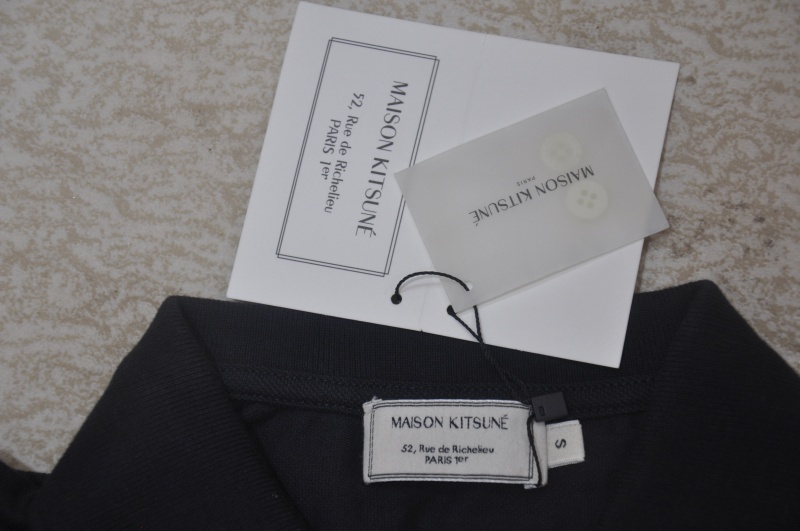 MAISON KITSUNÉ
52, Rue de Richelieu
PARIS 1er
MAISON KITSUNÉ
PARIS
MAISON KITSUNÉ
52, Rue de Richelieu
PARIS 1er
S